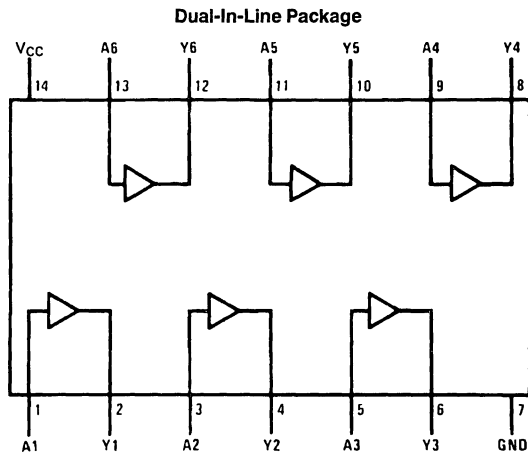 Dual-In-Line Package
VCC A6 Y6 A5 Y5 A4 Y4
14 13 12 11 10 9 8
1 2 3 4 5 6 7
A1 Y1 A2 Y2 A3 Y3 GND